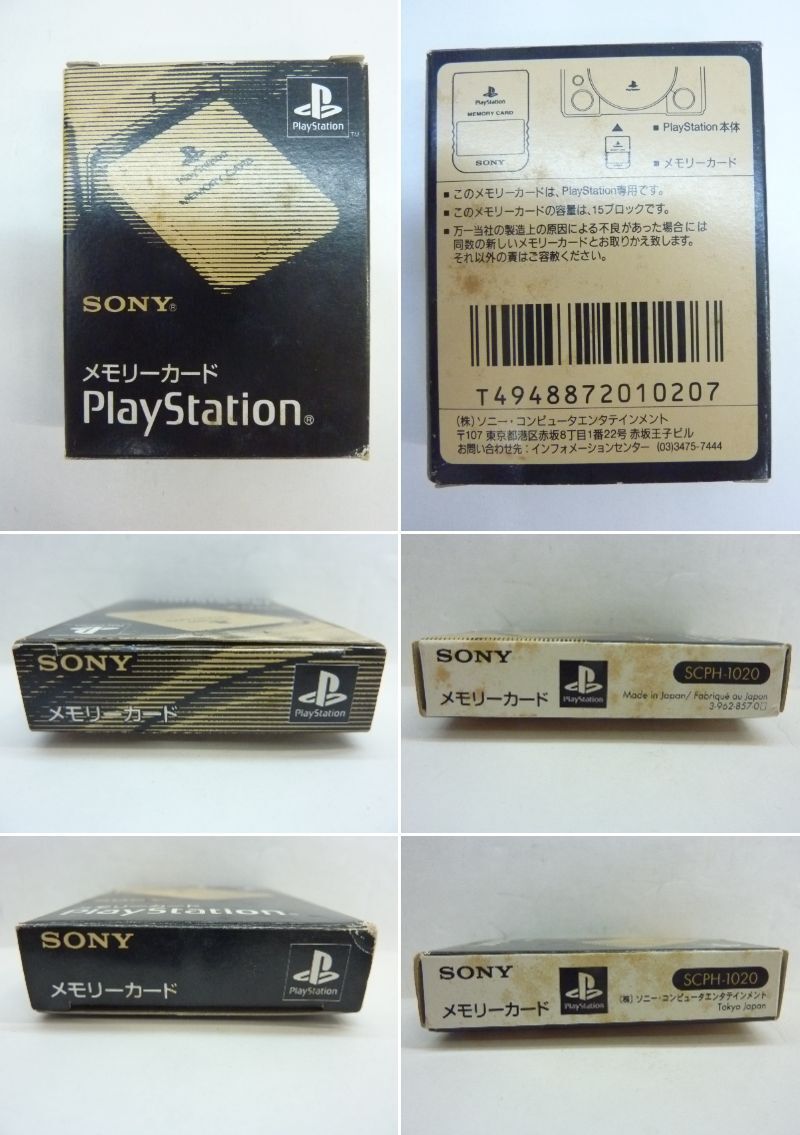 PlayStation
TM
PlayStation
MEMORY CARD
SONY®
メモリーカード
PlayStation®
PlayStation
MEMORY CARD
SONY
PlayStation
■ PlayStation本体
■ メモリーカード
■ このメモリーカードは、PlayStation専用です。
■ このメモリーカードの容量は、15ブロックです。
■ 万一当社の製造上の原因による不良があった場合には
同数の新しいメモリーカードとお取りかえ致します。
それ以外の責はご容赦ください。
T4948872010207
(株)ソニー・コンピュータエンタテインメント
〒107 東京都港区赤坂8丁目1番22号 赤坂王子ビル
お問い合わせ先：インフォメーションセンター (03)3475-7444
SONY
メモリーカード
PlayStation
SONY
メモリーカード
PlayStation
SCPH-1020
Made in Japan/ Fabriqué au Japon
3-962-857-0
PlayStation®
SONY
メモリーカード
PlayStation
SONY
メモリーカード
PlayStation
SCPH-1020
(株)ソニー・コンピュータエンタテインメント
Tokyo Japan